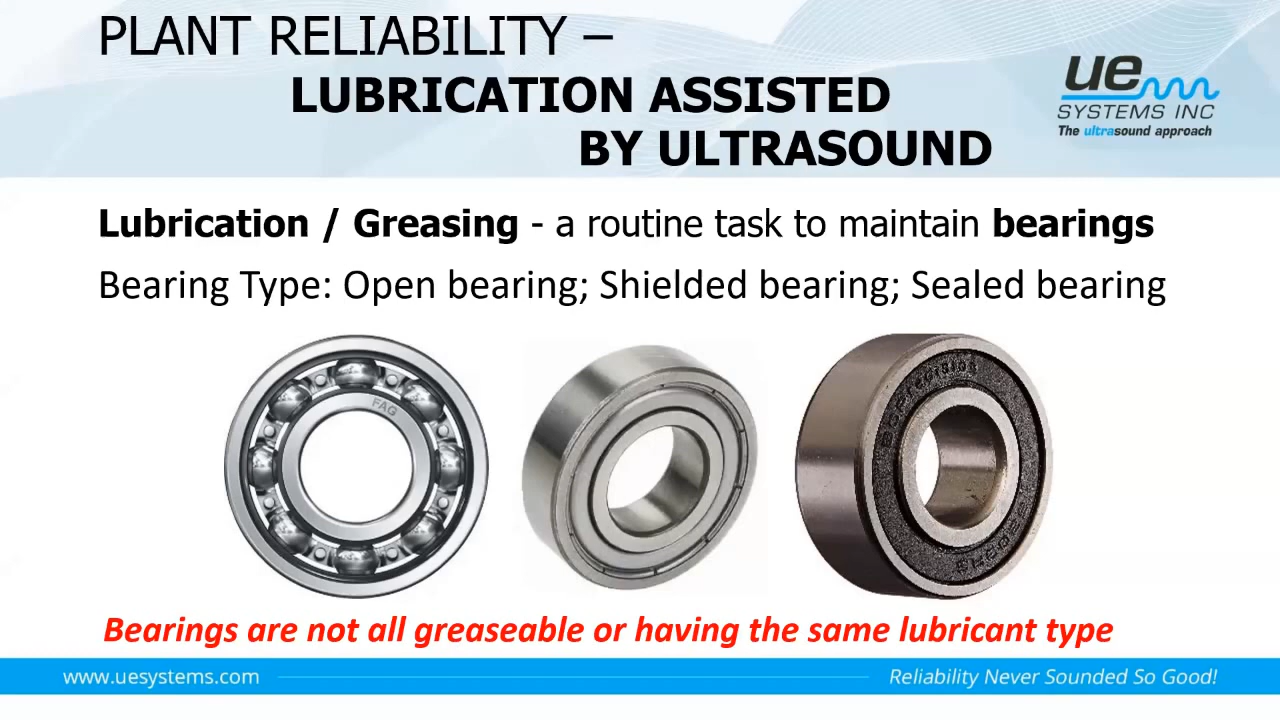 PLANT RELIABILITY –
LUBRICATION ASSISTED
BY ULTRASOUND
ue
SYSTEMS INC
The ultrasound approach
Lubrication / Greasing - a routine task to maintain bearings
Bearing Type: Open bearing; Shielded bearing; Sealed bearing
FAG
Bearings are not all greaseable or having the same lubricant type
www.uesystems.com
Reliability Never Sounded So Good!